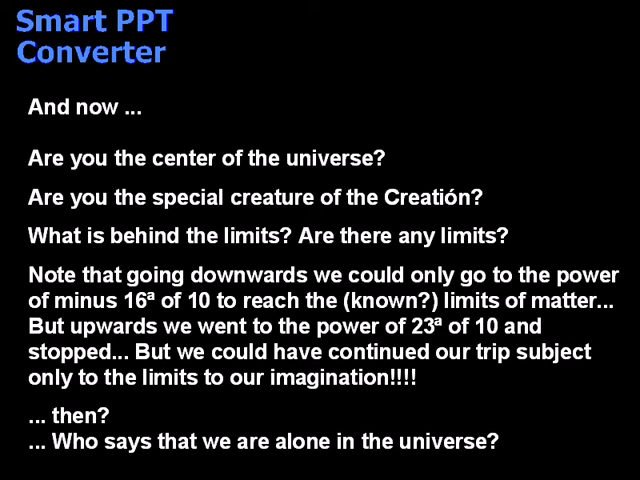 Smart PPT
Converter
And now ...
Are you the center of the universe?
Are you the special creature of the Creatión?
What is behind the limits? Are there any limits?
Note that going downwards we could only go to the power
of minus 16ª of 10 to reach the (known?) limits of matter...
But upwards we went to the power of 23ª of 10 and
stopped... But we could have continued our trip subject
only to the limits to our imagination!!!!
... then?
... Who says that we are alone in the universe?